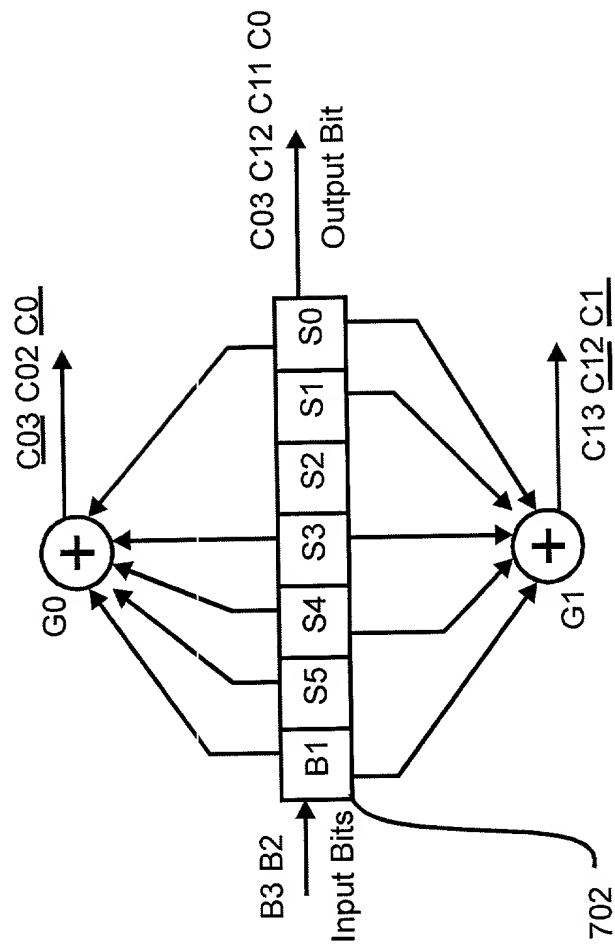 C03 C02 C0
G0
+
B3 B2
Input Bits
B1 S5 S4 S3 S2 S1 S0
C03 C12 C11 C0
Output Bit
+
G1
C13 C12 C1
702